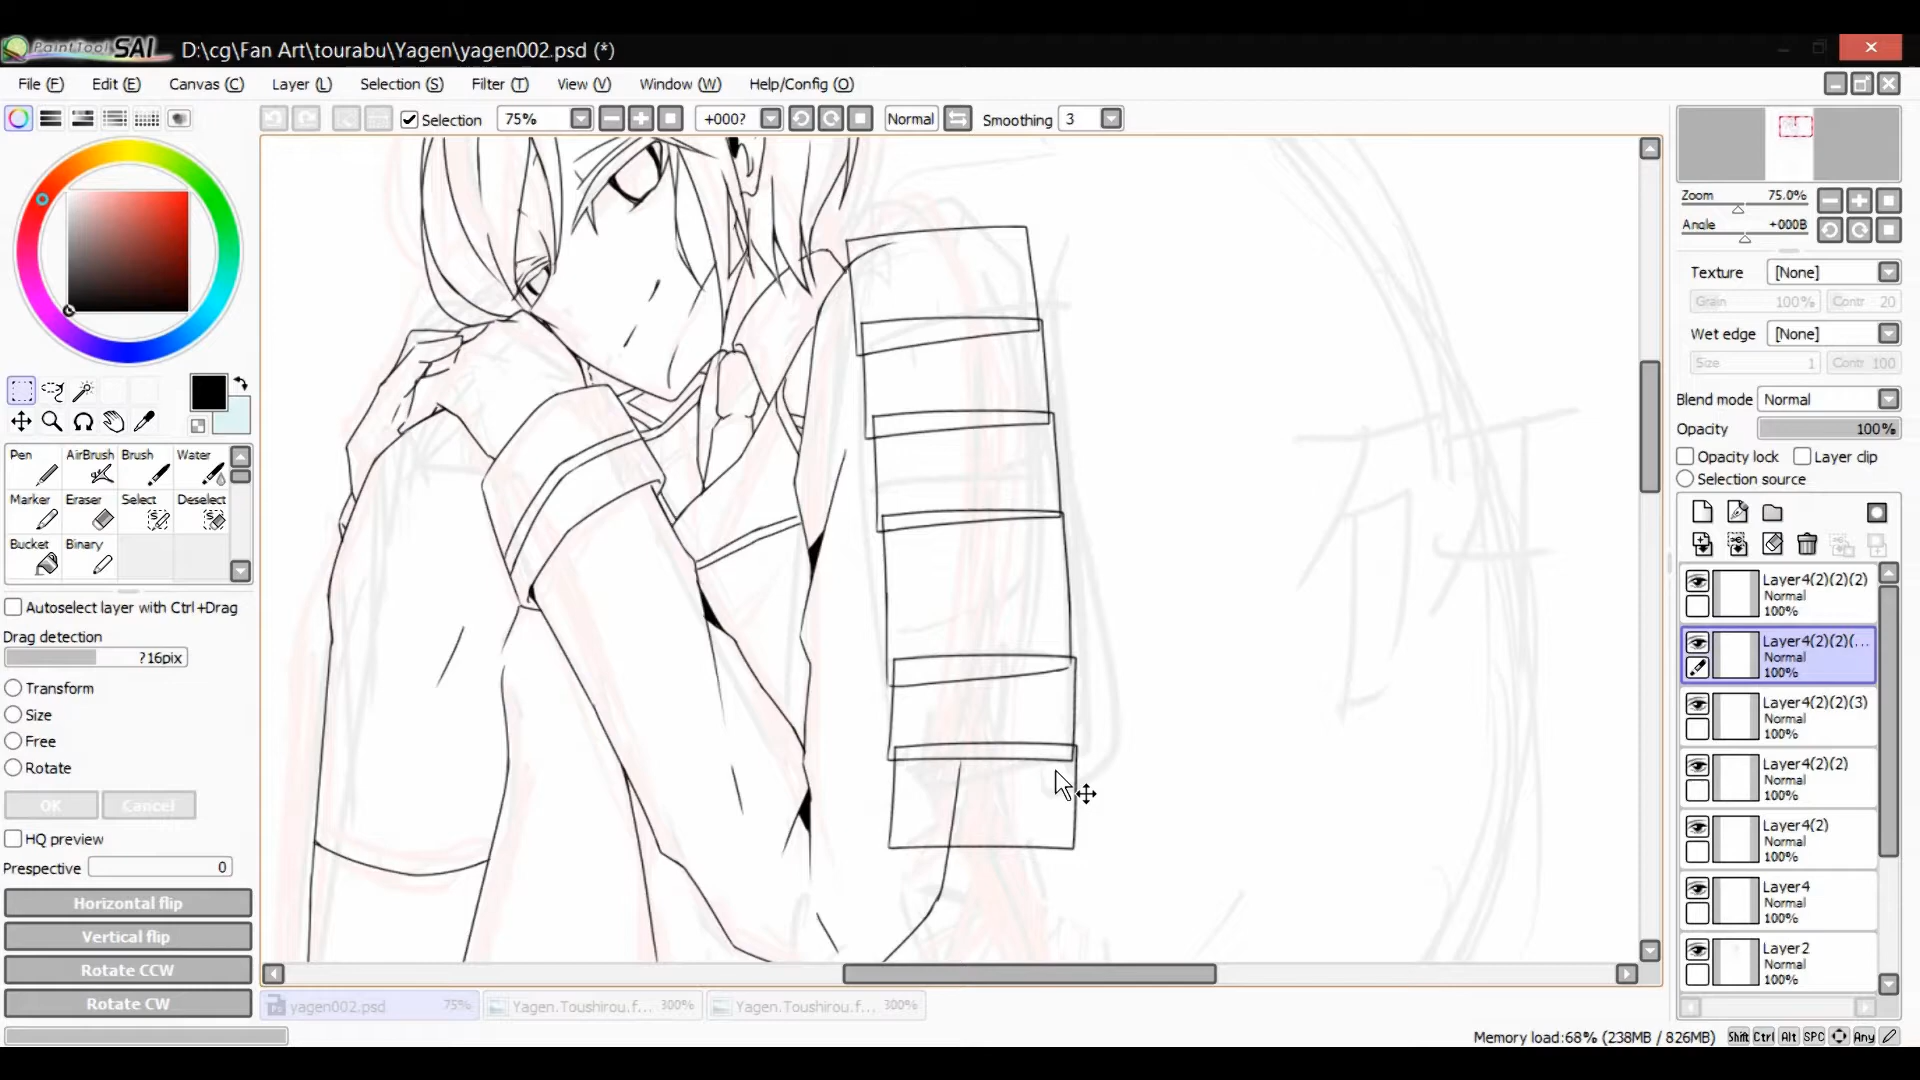 PaintTool SAI D:\cg\Fan Art\tourabu\Yagen\yagen002.psd (*)
File (F) Edit (E) Canvas (C) Layer (L) Selection (S) Filter (T) View (V) Window (W) Help/Config (O)
Selection 75% +000? Normal Smoothing 3
Zoom 75.0%
Angle +000B
Texture [None]
Grain 100% Contr 20
Wet edge [None]
Size 1 Contr 100
Blend mode Normal
Opacity 100%
Opacity lock Layer clip
Selection source
Pen AirBrush Brush Water
Marker Eraser Select Deselect
Bucket Binary
Autoselect layer with Ctrl+Drag
Drag detection
?16pix
Transform
Size
Free
Rotate
OK Cancel
HQ preview
Prespective 0
Horizontal flip
Vertical flip
Rotate CCW
Rotate CW
Layer4(2)(2)(2)
Normal
100%
Layer4(2)(2)(...
Normal
100%
Layer4(2)(2)(3)
Normal
100%
Layer4(2)(2)
Normal
100%
Layer4(2)
Normal
100%
Layer4
Normal
100%
Layer2
Normal
100%
yagen002.psd 75% Yagen.Toushirou.f... 300% Yagen.Toushirou.f... 300%
Memory load:68% (238MB / 826MB) Shift Ctrl Alt SPC Any